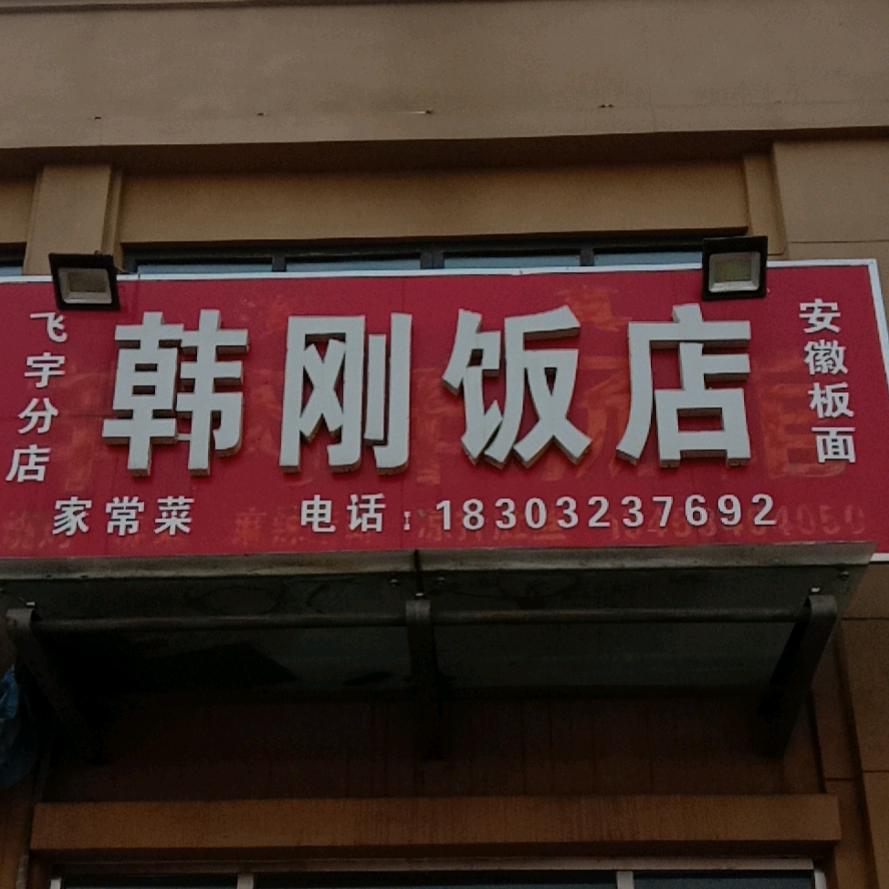 飞宇分店
韩刚饭店
安徽板面
家常菜
电话:18303237692